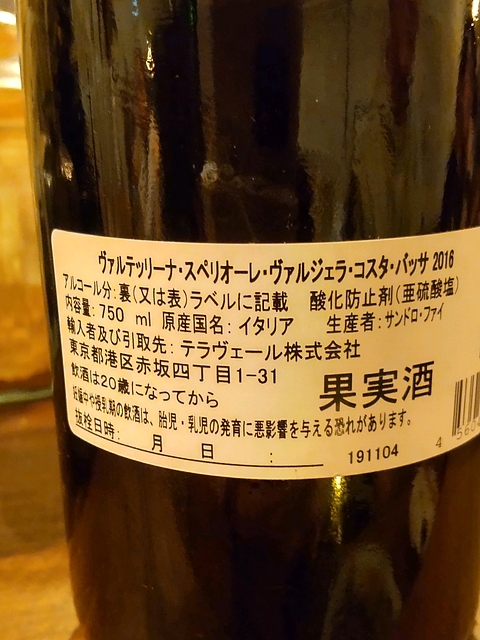 ヴァルテッリーナ・スペリオーレ・ヴァルジェラ・コスタ・バッサ 2016
アルコール分:裏(又は表)ラベルに記載 酸化防止剤(亜硫酸塩)
内容量:750 ml 原産国名:イタリア 生産者:サンドロ・ファイ
輸入者及び引取先:テラヴェール株式会社
東京都港区赤坂四丁目1-31
飲酒は20歳になってから
果実酒
妊娠中や授乳期の飲酒は、胎児・乳児の発育に悪影響を与える恐れがあります。
抜栓日時: 月 日 :
191104